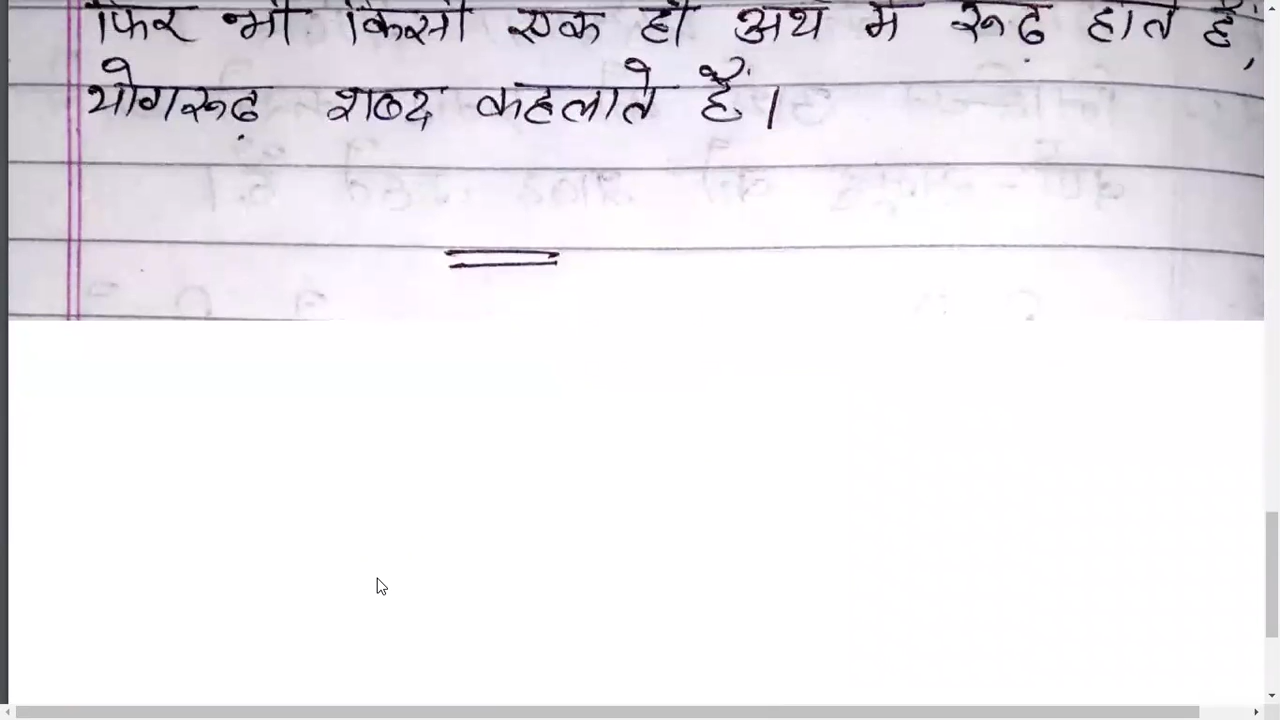 फिर भी किसी एक ही अर्थ में रूढ़ होते हैं,
योगरूढ़ शब्द कहलाते हैं।